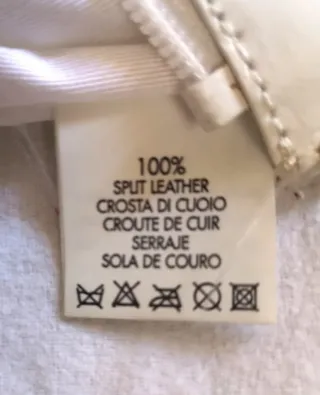 100%
SPLIT LEATHER
CROSTA DI CUOIO
CROUTE DE CUIR
SERRAJE
SOLA DE COURO